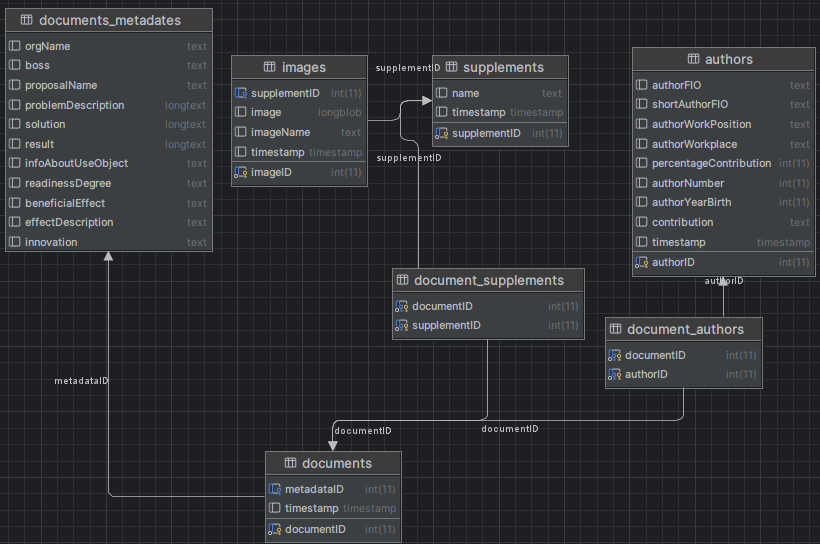 documents_metadates
orgName text
boss text
proposalName text
problemDescription longtext
solution longtext
result longtext
infoAboutUseObject text
readinessDegree text
beneficialEffect text
effectDescription text
innovation text
images
supplementID int(11)
image longblob
imageName text
timestamp timestamp
imageID int(11)
supplementID
supplements
name text
timestamp timestamp
supplementID int(11)
supplementID
authors
authorFIO text
shortAuthorFIO text
authorWorkPosition text
authorWorkplace text
percentageContribution int(11)
authorNumber int(11)
authorYearBirth int(11)
contribution text
timestamp timestamp
authorID int(11)
authorID
document_supplements
documentID int(11)
supplementID int(11)
document_authors
documentID int(11)
authorID int(11)
metadataID
documentID
documentID
documents
metadataID int(11)
timestamp timestamp
documentID int(11)